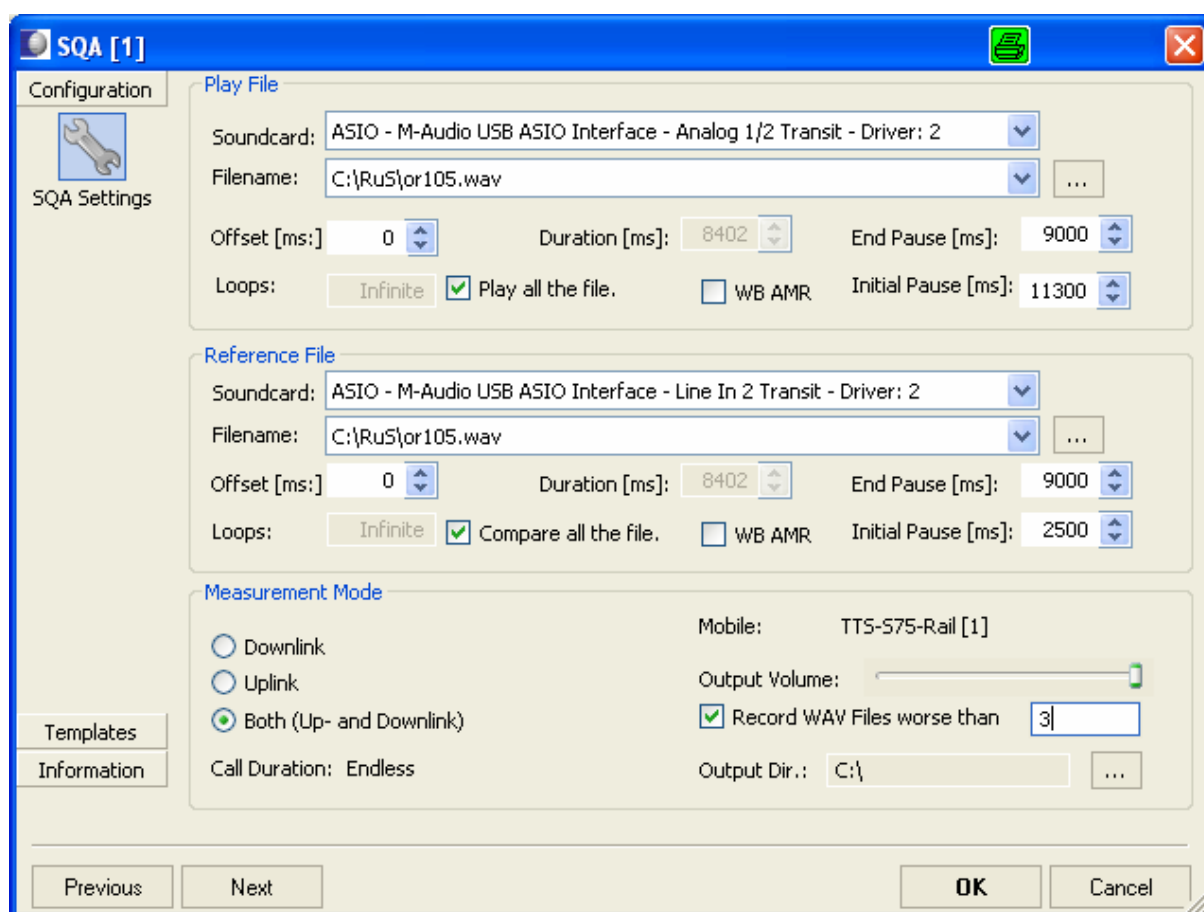 SQA [1]
Configuration
SQA Settings
Templates
Information
Play File
Soundcard: ASIO - M-Audio USB ASIO Interface - Analog 1/2 Transit - Driver: 2
Filename: C:\RuS\or105.wav ...
Offset [ms:] 0 Duration [ms]: 8402 End Pause [ms]: 9000
Loops: Infinite Play all the file. WB AMR Initial Pause [ms]: 11300
Reference File
Soundcard: ASIO - M-Audio USB ASIO Interface - Line In 2 Transit - Driver: 2
Filename: C:\RuS\or105.wav ...
Offset [ms:] 0 Duration [ms]: 8402 End Pause [ms]: 9000
Loops: Infinite Compare all the file. WB AMR Initial Pause [ms]: 2500
Measurement Mode
Mobile: TTS-S75-Rail [1]
Downlink
Uplink Output Volume:
Both (Up- and Downlink) Record WAV Files worse than 3
Call Duration: Endless Output Dir.: C:\ ...
Previous Next OK Cancel